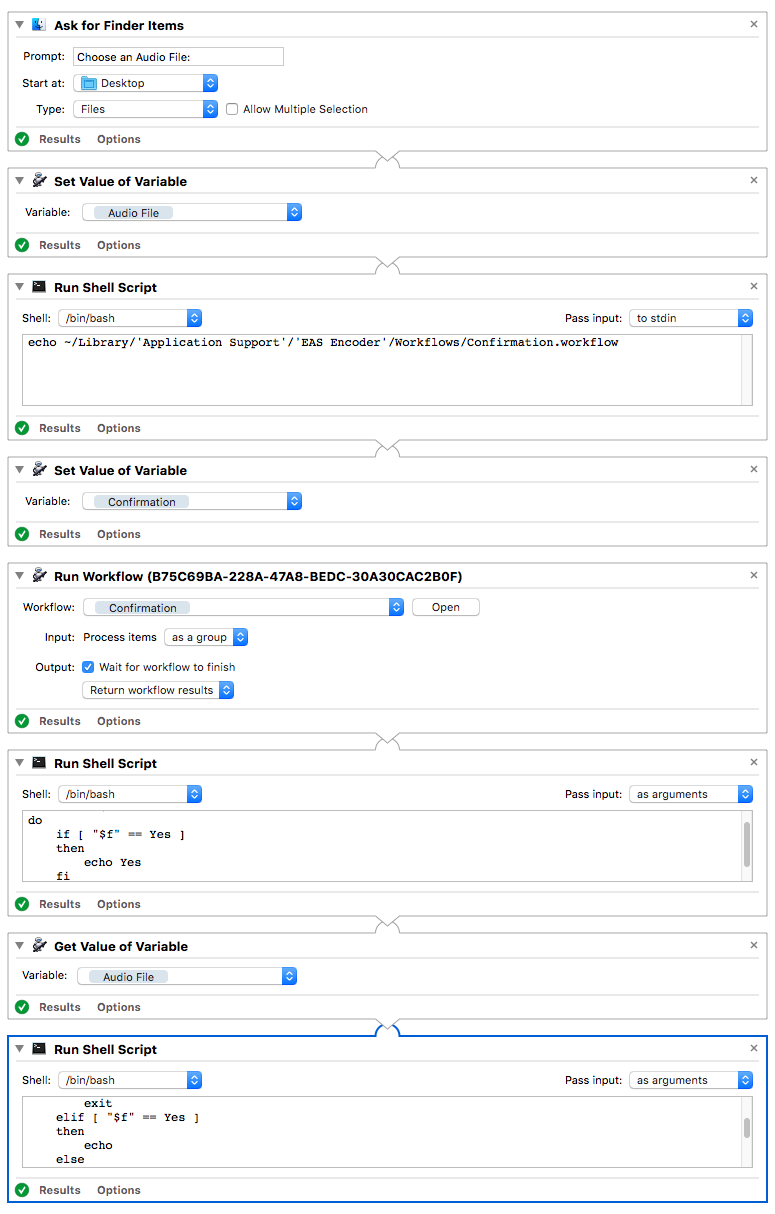 Ask for Finder Items
Prompt: Choose an Audio File:
Start at: Desktop
Type: Files Allow Multiple Selection
Results Options
Set Value of Variable
Variable: Audio File
Results Options
Run Shell Script
Shell: /bin/bash Pass input: to stdin
echo ~/Library/'Application Support'/'EAS Encoder'/Workflows/Confirmation.workflow
Results Options
Set Value of Variable
Variable: Confirmation
Results Options
Run Workflow (B75C69BA-228A-47A8-BEDC-30A30CAC2B0F)
Workflow: Confirmation Open
Input: Process items as a group
Output: Wait for workflow to finish
Return workflow results
Results Options
Run Shell Script
Shell: /bin/bash Pass input: as arguments
do
if [ "$f" == Yes ]
then
echo Yes
fi
Results Options
Get Value of Variable
Variable: Audio File
Results Options
Run Shell Script
Shell: /bin/bash Pass input: as arguments
exit
elif [ "$f" == Yes ]
then
echo
else
Results Options